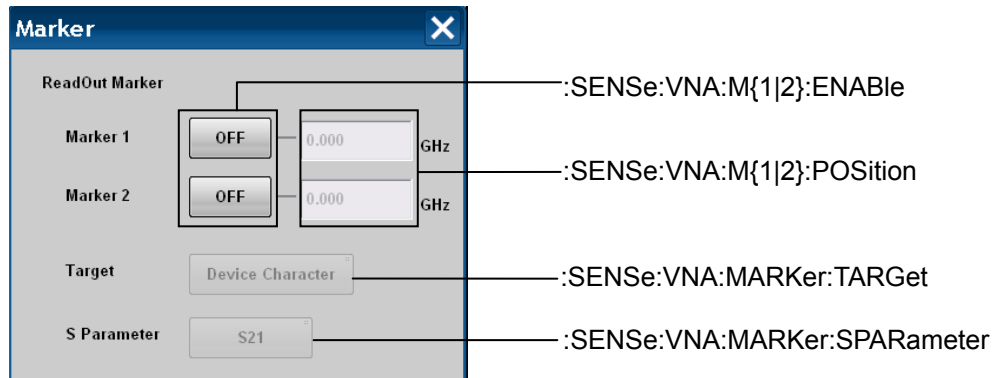 Marker
ReadOut Marker
:SENSe:VNA:M{1|2}:ENABle
Marker 1 OFF 0.000 GHz
:SENSe:VNA:M{1|2}:POSition
Marker 2 OFF 0.000 GHz
Target Device Character
:SENSe:VNA:MARKer:TARGet
S Parameter S21
:SENSe:VNA:MARKer:SPARameter